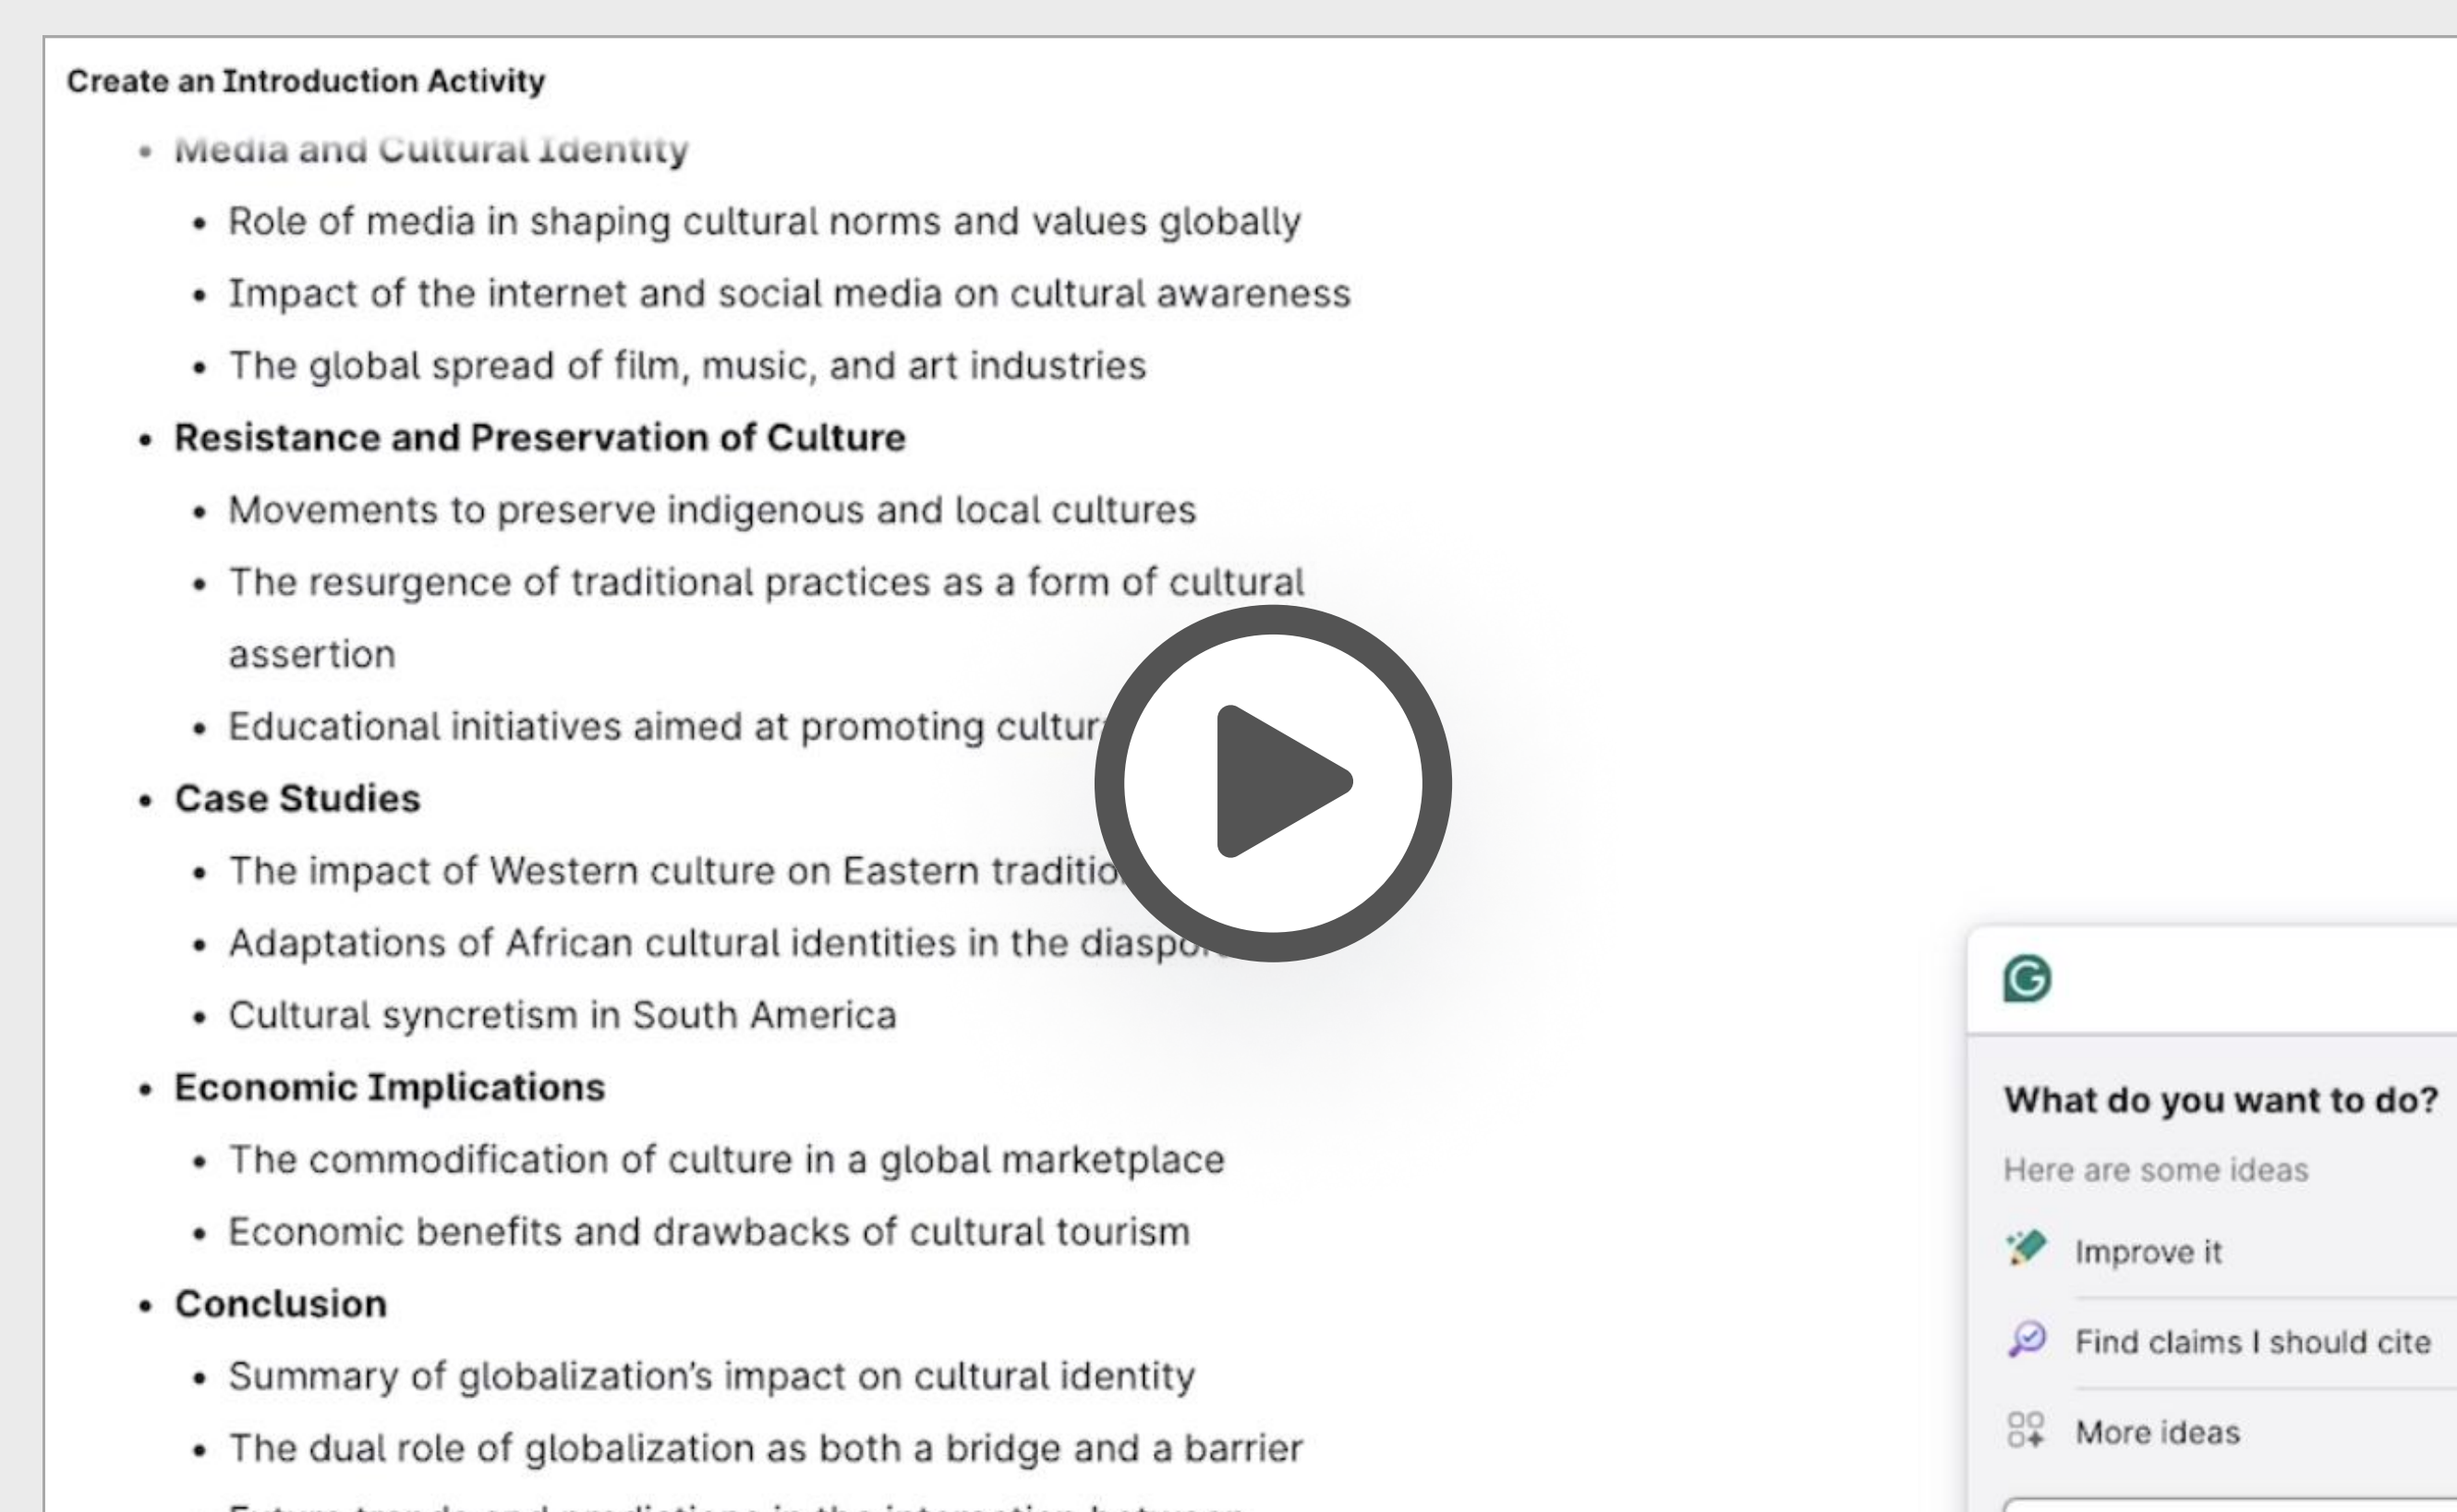 Create an Introduction Activity
Media and Cultural Identity
Role of media in shaping cultural norms and values globally
Impact of the internet and social media on cultural awareness
The global spread of film, music, and art industries
Resistance and Preservation of Culture
Movements to preserve indigenous and local cultures
The resurgence of traditional practices as a form of cultural
assertion
Educational initiatives aimed at promoting
Case Studies
The impact of Western culture on Eastern
Adaptations of African cultural identities in the
Cultural syncretism in South America
Economic Implications
The commodification of culture in a global marketplace
Economic benefits and drawbacks of cultural tourism
Conclusion
Summary of globalization’s impact on cultural identity
The dual role of globalization as both a bridge and a barrier
G
What do you want to do?
Here are some ideas
Improve it
Find claims I should cite
More ideas